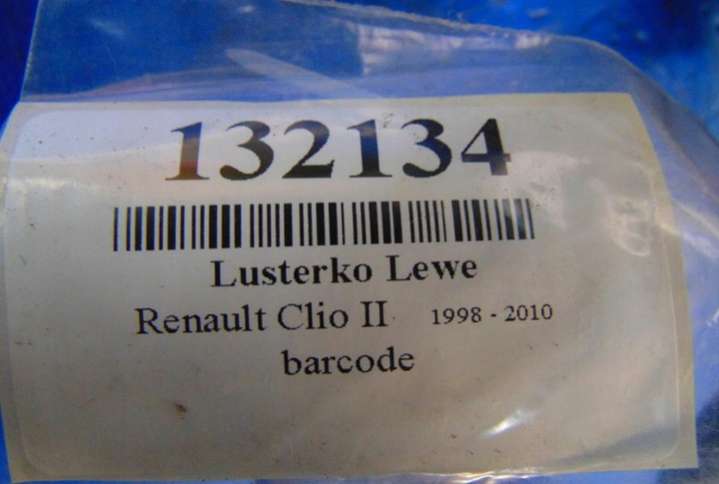 132134
Lusterko Lewe
Renault Clio II 1998 - 2010
barcode